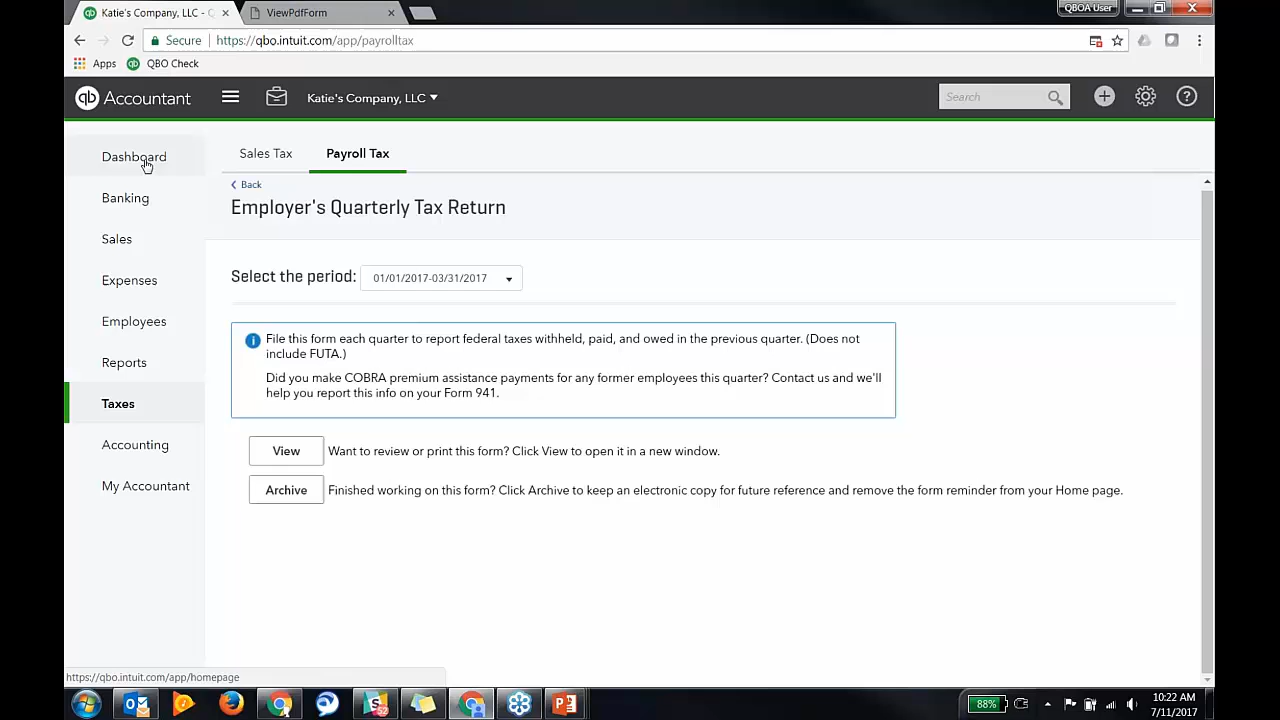 Katie's Company, LLC - Q
ViewPdfForm
QBOA User
Secure
https://qbo.intuit.com/app/payrolltax
Apps
QBO Check
qb Accountant
Katie's Company, LLC
Search
Dashboard
Banking
Sales
Expenses
Employees
Reports
Taxes
Accounting
My Accountant
Sales Tax
Payroll Tax
Back
Employer's Quarterly Tax Return
Select the period:
01/01/2017-03/31/2017
File this form each quarter to report federal taxes withheld, paid, and owed in the previous quarter. (Does not
include FUTA.)
Did you make COBRA premium assistance payments for any former employees this quarter? Contact us and we'll
help you report this info on your Form 941.
View
Want to review or print this form? Click View to open it in a new window.
Archive
Finished working on this form? Click Archive to keep an electronic copy for future reference and remove the form reminder from your Home page.
https://qbo.intuit.com/app/homepage
88%
10:22 AM
7/11/2017